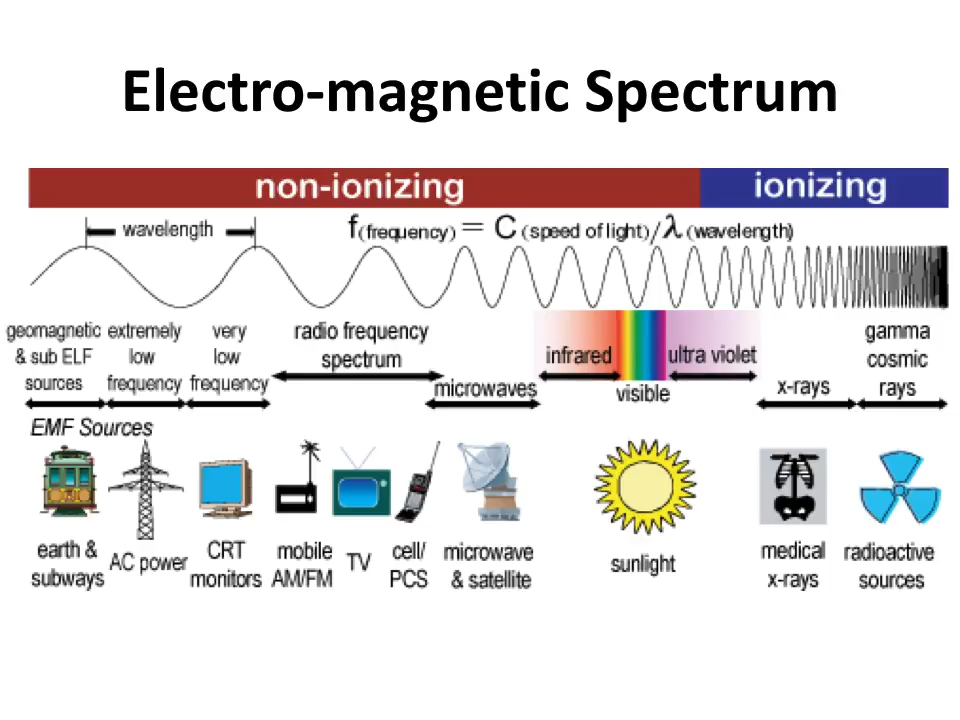 Electro-magnetic Spectrum
non-ionizing
ionizing
wavelength
f(frequency) = C (speed of light)/λ(wavelength)
geomagnetic
& sub ELF
sources
extremely
low
frequency
very
low
frequency
radio frequency
spectrum
microwaves
infrared
visible
ultra violet
x-rays
gamma
cosmic
rays
EMF Sources
earth &
subways
AC power
CRT
monitors
mobile
AM/FM
TV
cell/
PCS
microwave
& satellite
sunlight
medical
x-rays
radioactive
sources